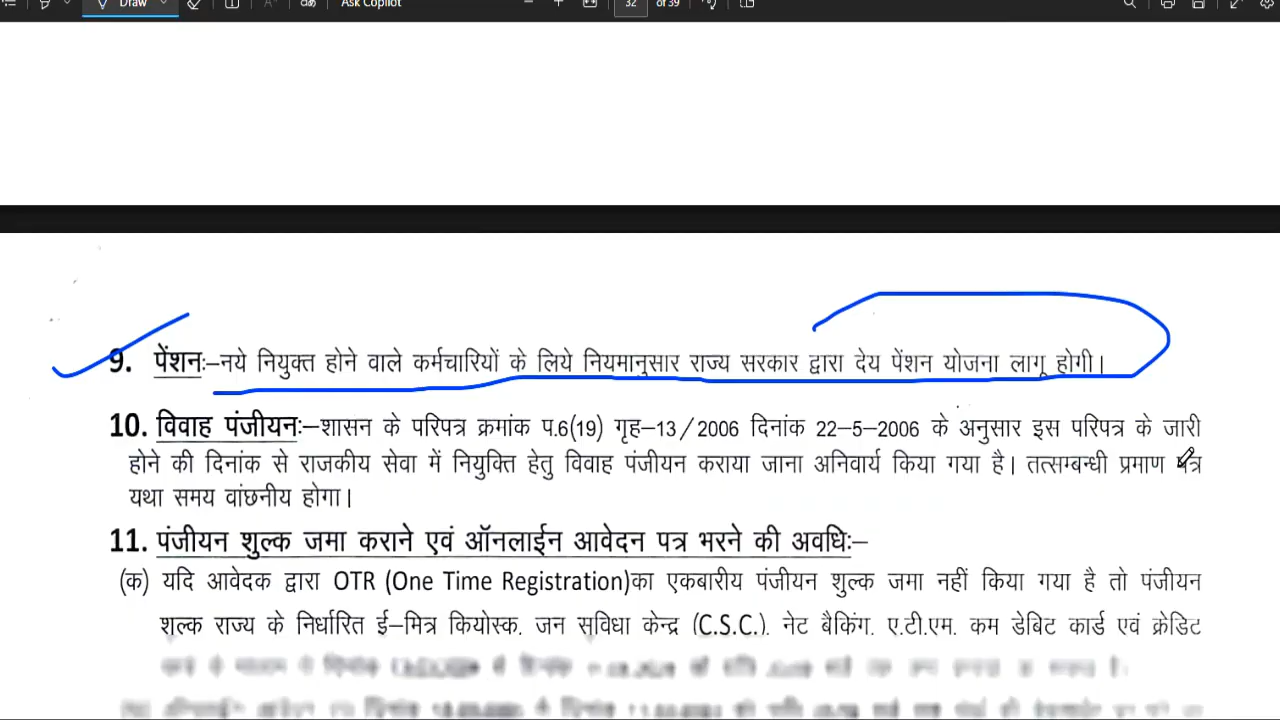 Draw
Ask Copilot
32 of 39
9. पेंशनः–नये नियुक्त होने वाले कर्मचारियों के लिये नियमानुसार राज्य सरकार द्वारा देय पेंशन योजना लागू होगी।
10. विवाह पंजीयनः–शासन के परिपत्र क्रमांक प.6(19) गृह–13/2006 दिनांक 22–5–2006 के अनुसार इस परिपत्र के जारी
होने की दिनांक से राजकीय सेवा में नियुक्ति हेतु विवाह पंजीयन कराया जाना अनिवार्य किया गया है। तत्सम्बन्धी प्रमाण पत्र
यथा समय वांछनीय होगा।
11. पंजीयन शुल्क जमा कराने एवं ऑनलाईन आवेदन पत्र भरने की अवधिः–
(क) यदि आवेदक द्वारा OTR (One Time Registration)का एकबारीय पंजीयन शुल्क जमा नहीं किया गया है तो पंजीयन
शुल्क राज्य के निर्धारित ई–मित्र कियोस्क, जन सुविधा केन्द्र (C.S.C.), नेट बैकिंग, ए.टी.एम. कम डेबिट कार्ड एवं क्रेडिट